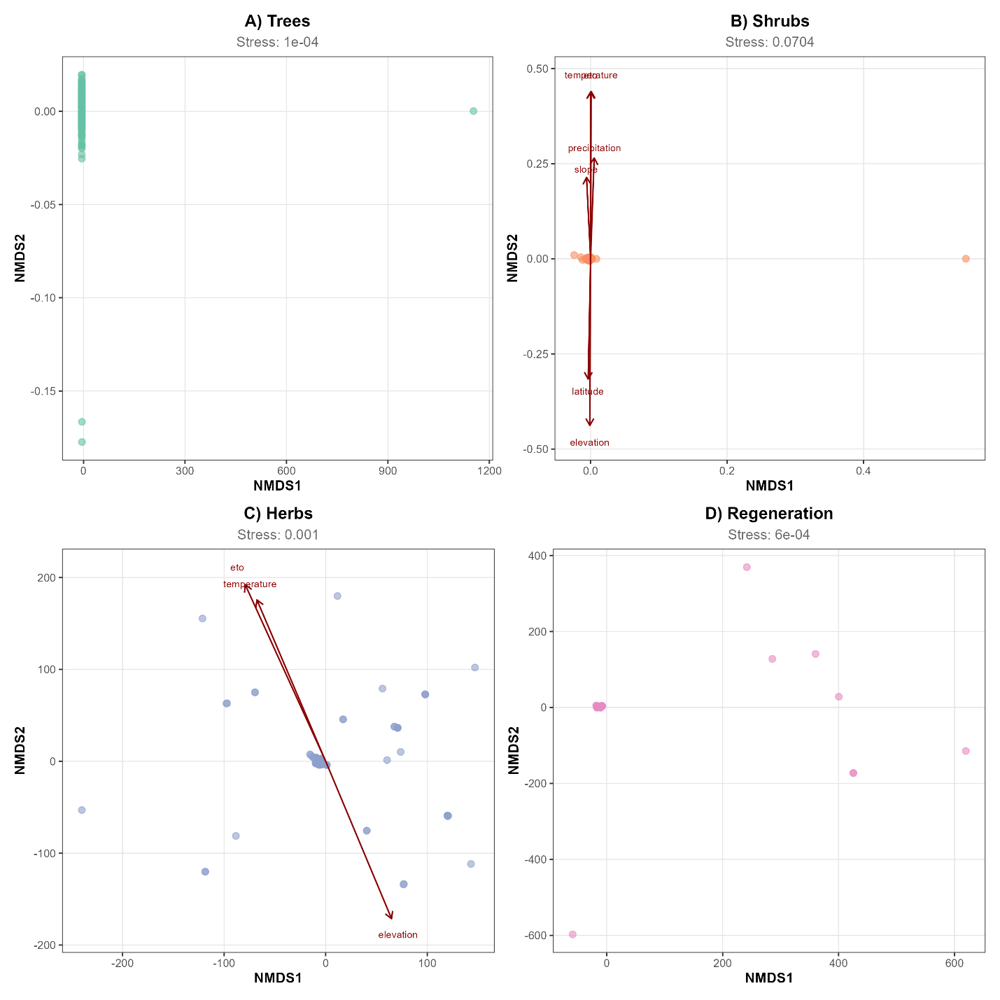 A) Trees
Stress: 1e-04
0.00
-0.05
-0.10
-0.15
NMDS2
0 300 600 900 1200
NMDS1
B) Shrubs
Stress: 0.0704
0.50
0.25
0.00
-0.25
-0.50
NMDS2
temperature
eto
precipitation
slope
latitude
elevation
0.0 0.2 0.4
NMDS1
C) Herbs
Stress: 0.001
200
100
0
-100
-200
NMDS2
eto
temperature
elevation
-200 -100 0 100
NMDS1
D) Regeneration
Stress: 6e-04
400
200
0
-200
-400
-600
NMDS2
0 200 400 600
NMDS1